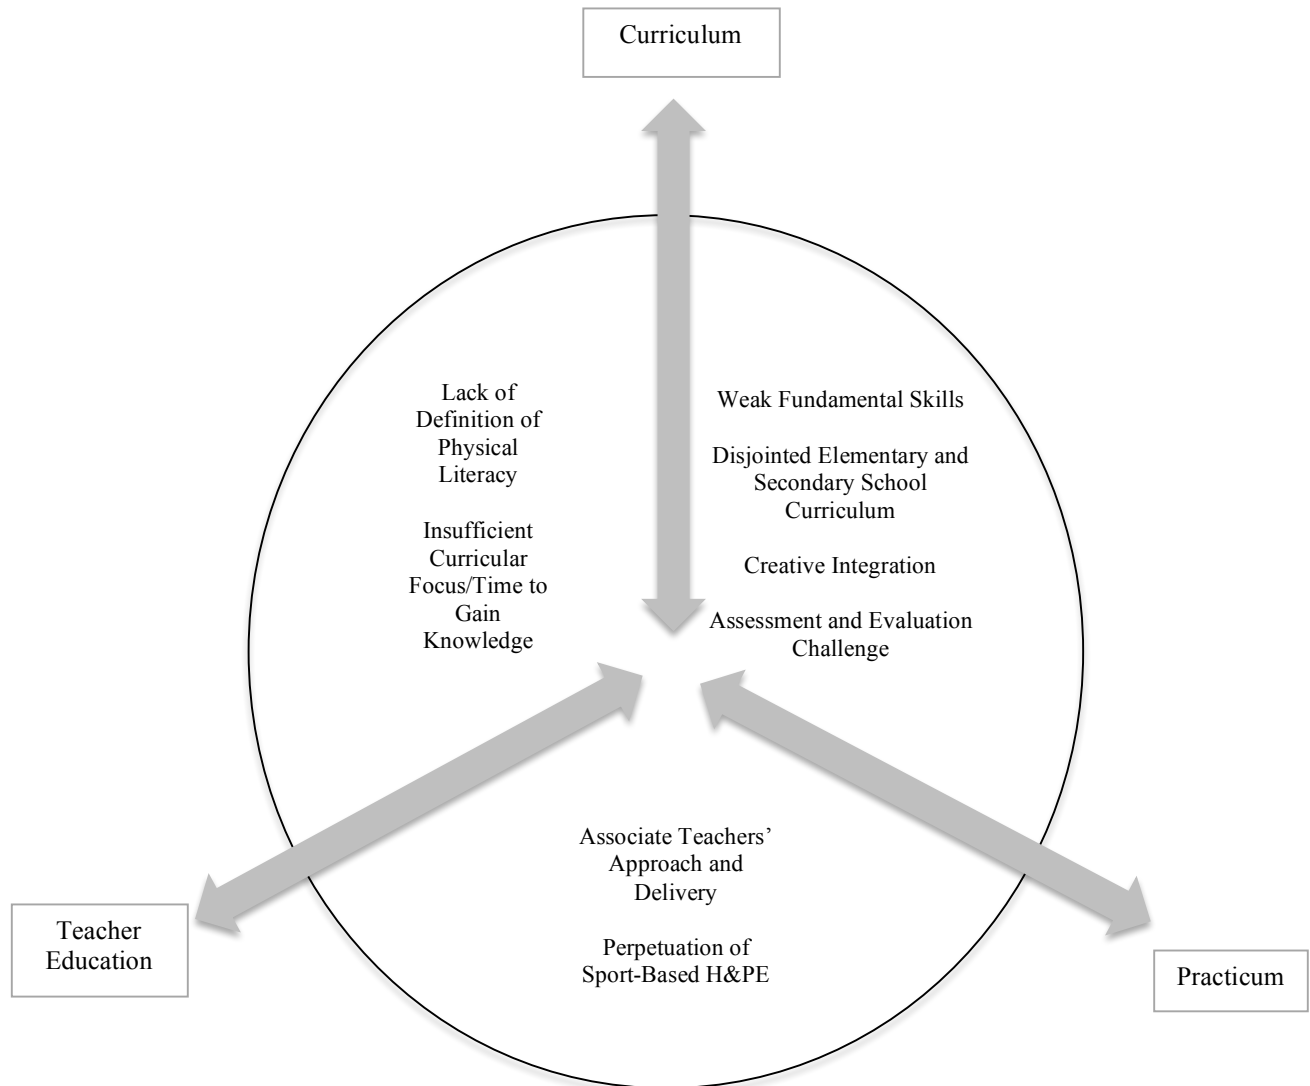 Curriculum
Lack of
Definition of
Physical
Literacy
Insufficient
Curricular
Focus/Time to
Gain
Knowledge
Weak Fundamental Skills
Disjointed Elementary and
Secondary School
Curriculum
Creative Integration
Assessment and Evaluation
Challenge
Associate Teachers’
Approach and
Delivery
Perpetuation of
Sport-Based H&PE
Teacher
Education
Practicum